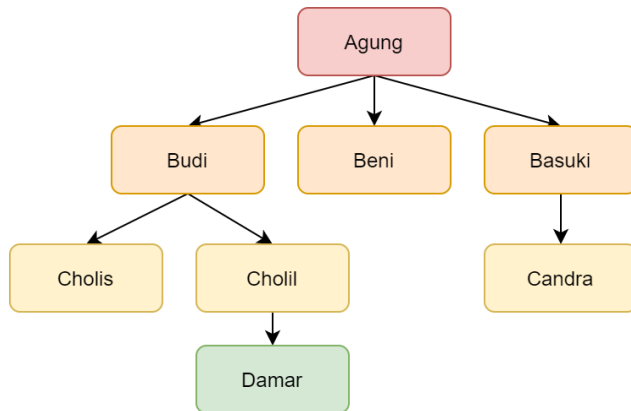 Agung
Budi
Beni
Basuki
Cholis
Cholil
Candra
Damar